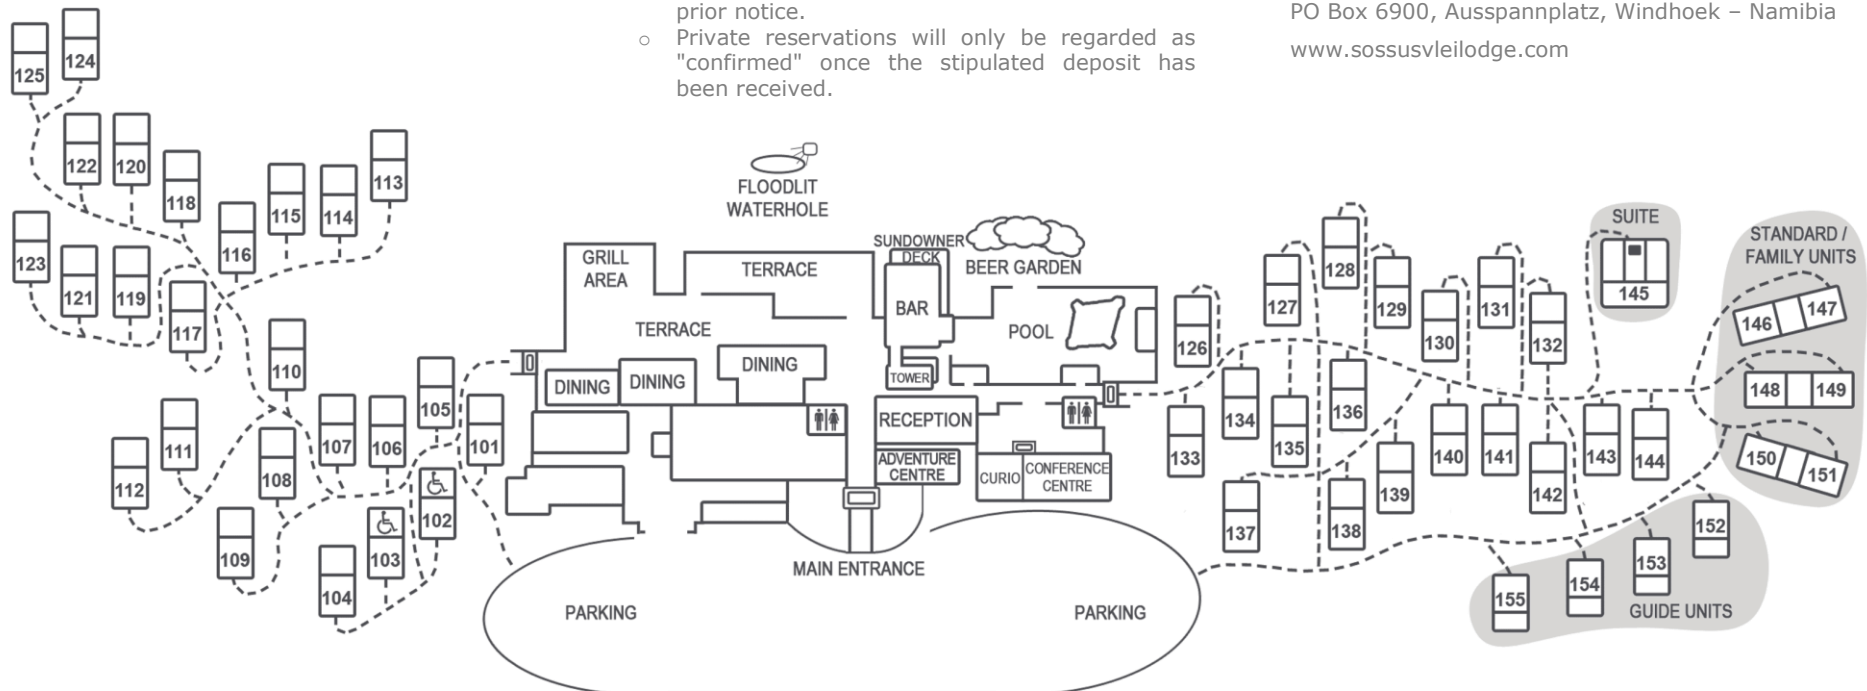 prior notice.
o Private reservations will only be regarded as
"confirmed" once the stipulated deposit has
been received.
PO Box 6900, Ausspannplatz, Windhoek – Namibia
www.sossusvleilodge.com
125
124
122
120
118
116
115
114
113
123
121
119
117
110
112
111
108
107
106
105
101
109
104
103
102
FLOODLIT
WATERHOLE
GRILL
AREA
TERRACE
SUNDOWNER
DECK
BEER GARDEN
BAR
TERRACE
POOL
DINING
DINING
DINING
TOWER
RECEPTION
ADVENTURE
CENTRE
CURIO
CONFERENCE
CENTRE
MAIN ENTRANCE
PARKING
PARKING
126
127
128
129
130
131
132
133
134
135
136
137
138
139
140
141
142
143
144
SUITE
145
STANDARD /
FAMILY UNITS
146
147
148
149
150
151
152
153
154
155
GUIDE UNITS